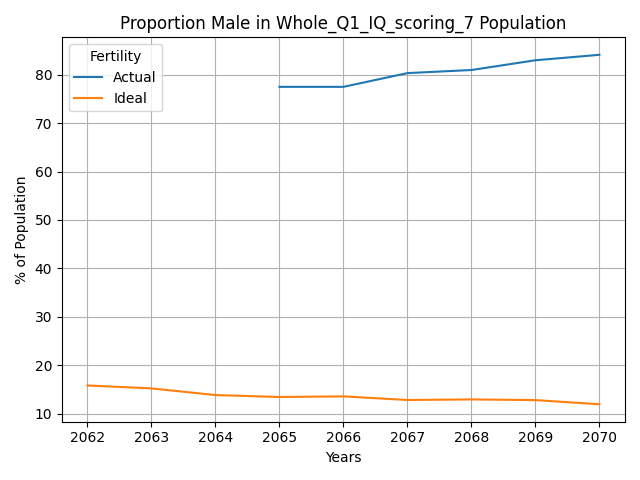 Proportion Male in Whole_Q1_IQ_scoring_7 Population
Fertility
Actual
Ideal
% of Population
80
70
60
50
40
30
20
10
2062 2063 2064 2065 2066 2067 2068 2069 2070
Years